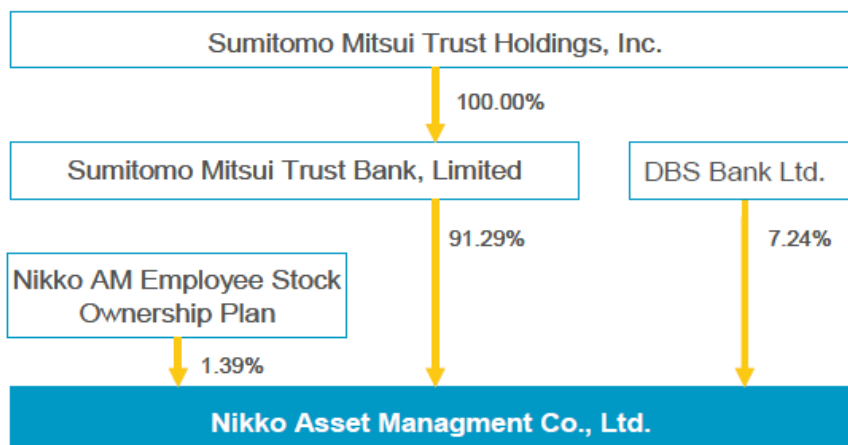 Sumitomo Mitsui Trust Holdings, Inc.
100.00%
Sumitomo Mitsui Trust Bank, Limited
DBS Bank Ltd.
91.29%
7.24%
Nikko AM Employee Stock
Ownership Plan
1.39%
Nikko Asset Managment Co., Ltd.